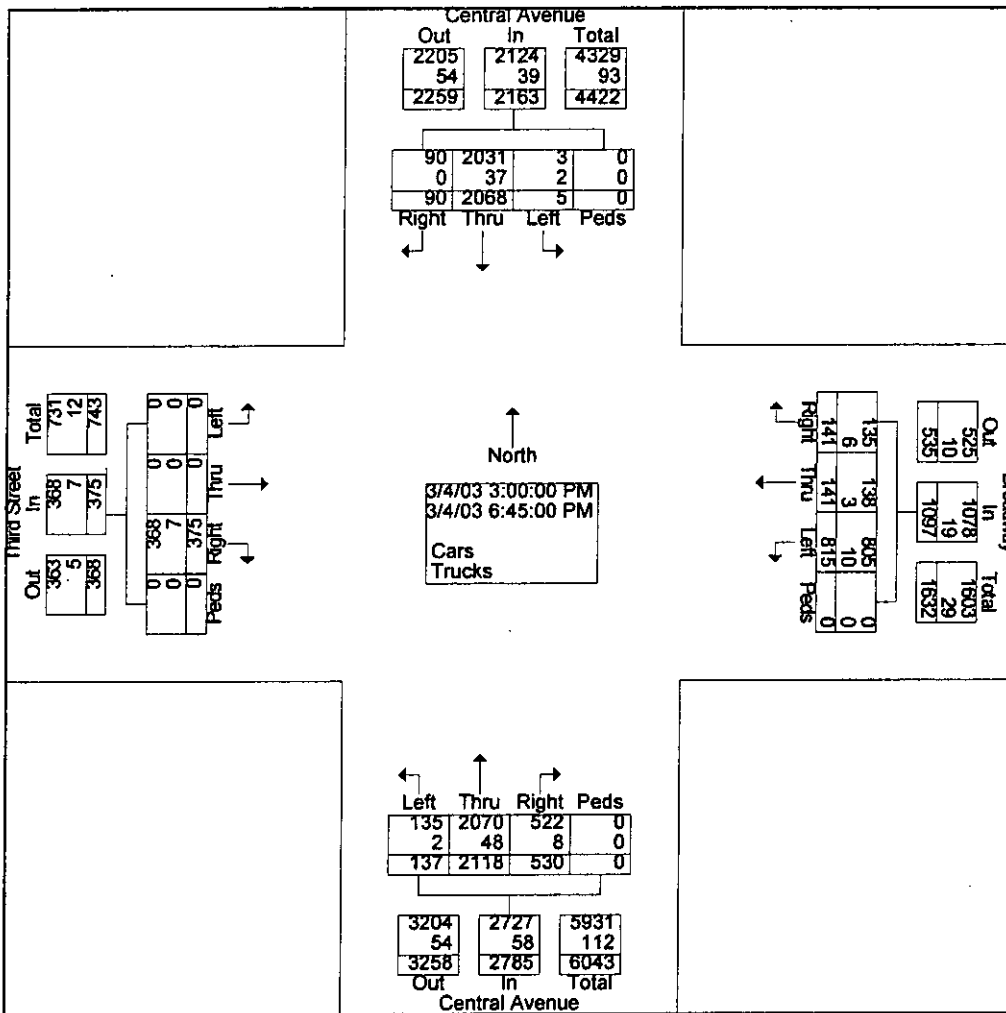 Central Avenue
Out In Total
2205 2124 4329
54 39 93
2259 2163 4422
90 2031 3 0
0 37 2 0
90 2068 5 0
Right Thru Left Peds
Third Street
Total In Out
731 368 363
12 7 5
743 375 368
Left Thru Right Peds
0 0 368 0
0 0 7 0
0 0 375 0
North
3/4/03 3:00:00 PM
3/4/03 6:45:00 PM
Cars
Trucks
Right Thru Left Peds
135 138 805 0
6 3 10 0
141 141 815 0
Out In Total
525 1078 1603
10 19 29
535 1097 1632
Left Thru Right Peds
135 2070 522 0
2 48 8 0
137 2118 530 0
3204 2727 5931
54 58 112
3258 2785 6043
Out In Total
Central Avenue